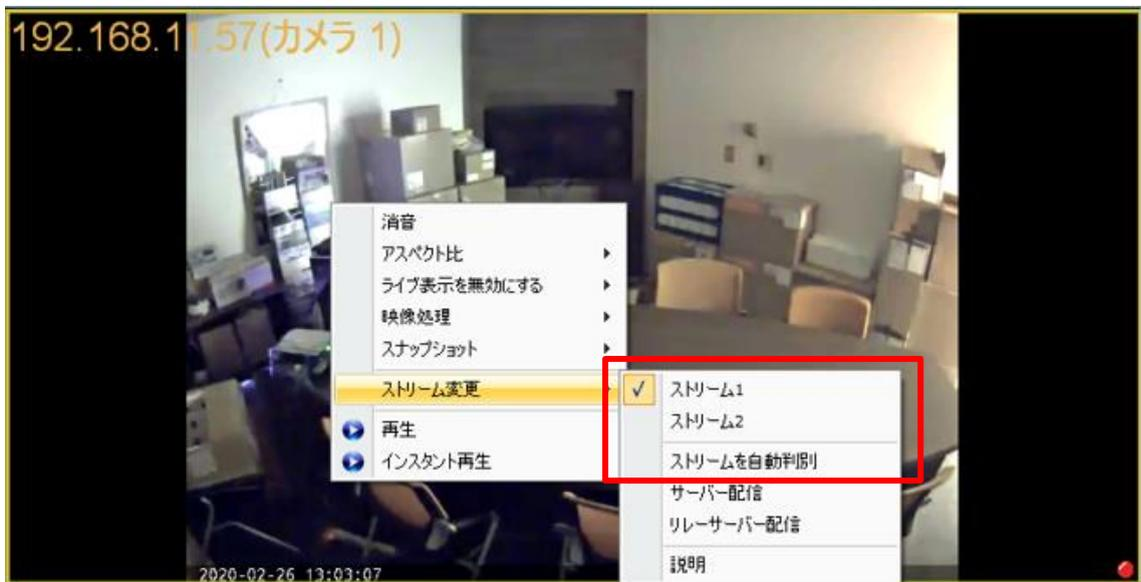 192.168.11.57(カメラ 1)
消音
アスペクト比
ライブ表示を無効にする
映像処理
スナップショット
ストリーム変更
再生
インスタント再生
ストリーム1
ストリーム2
ストリームを自動判別
サーバー配信
リレーサーバー配信
説明
2020-02-26 13:03:07